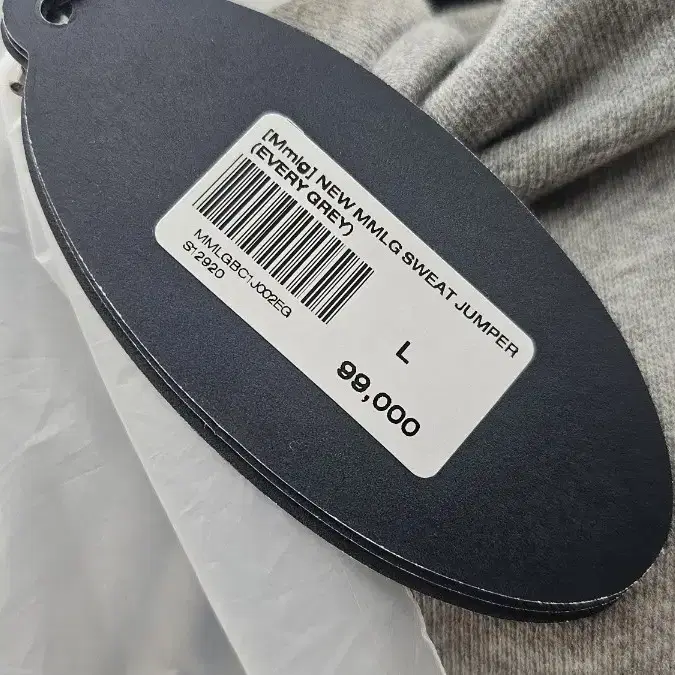 [Mmlg] NEW MMLG SWEAT JUMPER
(EVERY GREY)
MMLGBC1J002EG
S12920
L
99,000